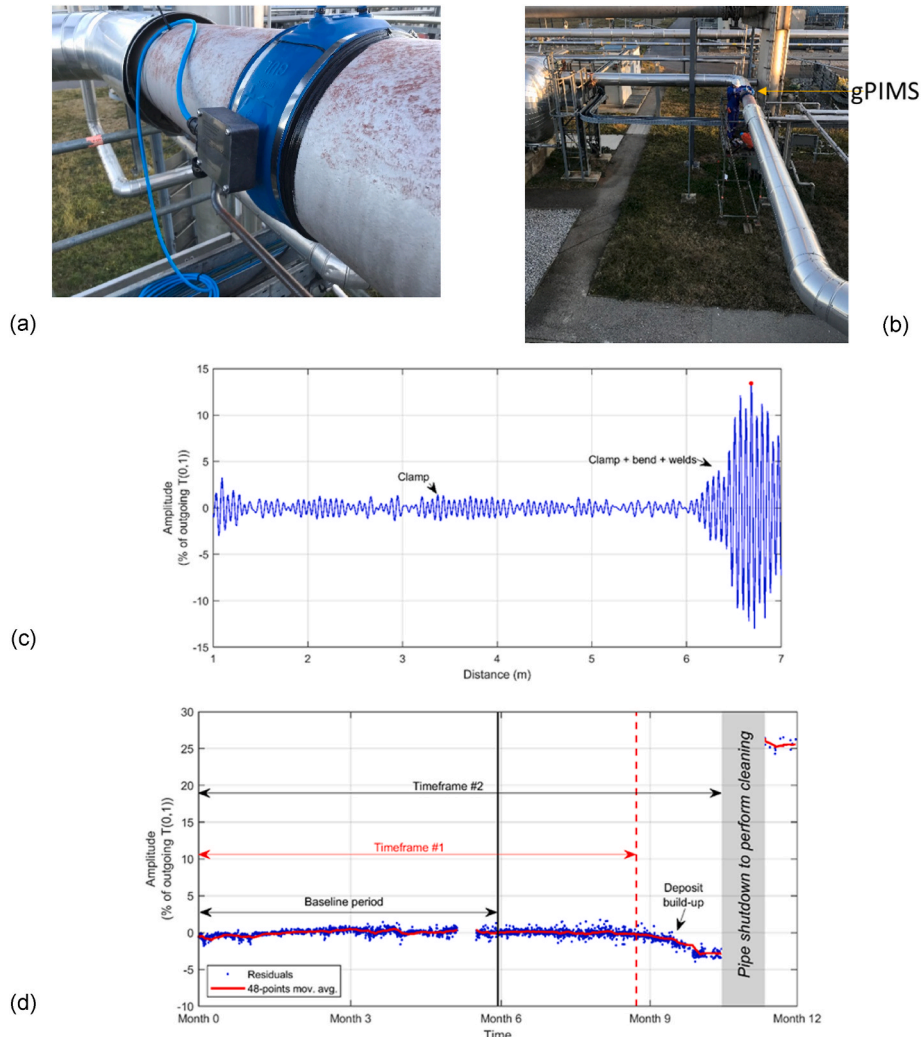 gPIMS
(a)
(b)
15
10
5
0
-5
-10
-15
Amplitude
(% of outgoing T(0,1))
Clamp
Clamp + bend + welds
1 2 3 4 5 6 7
Distance (m)
(c)
30
25
20
15
10
5
0
-5
-10
Amplitude
(% of outgoing T(0,1))
Timeframe #2
Timeframe #1
Baseline period
Deposit
build-up
Pipe shutdown to perform cleaning
Residuals
48-points mov. avg.
Month 0 Month 3 Month 6 Month 9 Month 12
Time
(d)